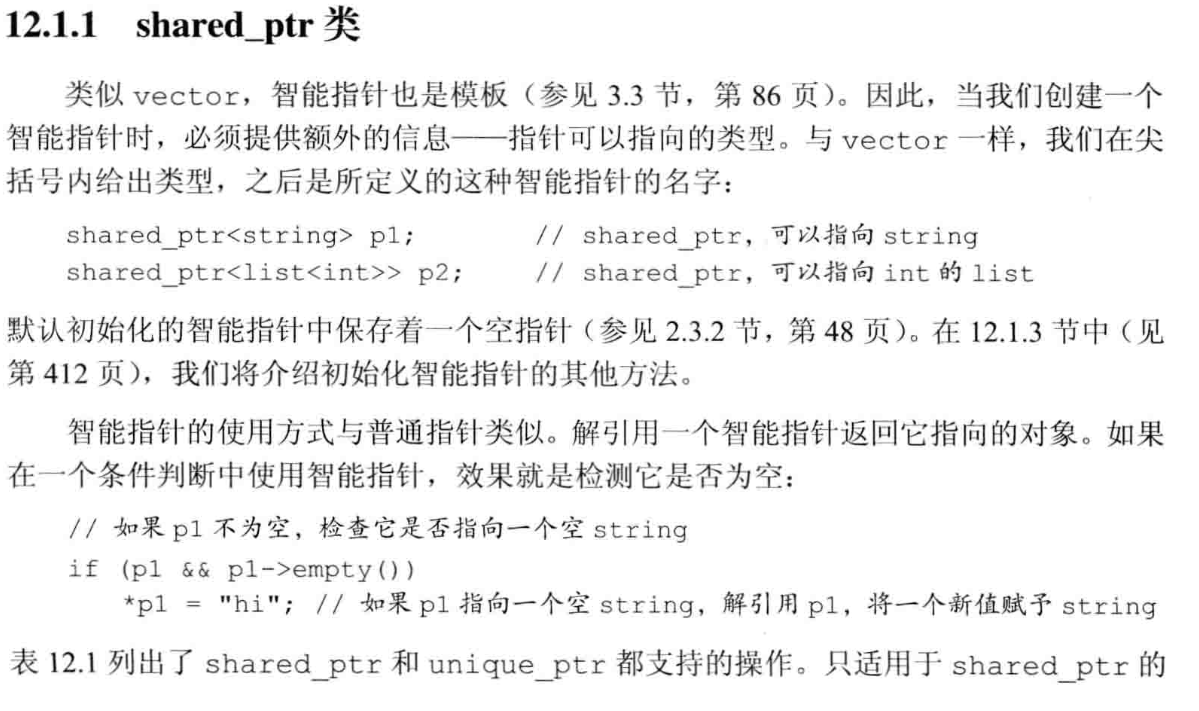 12.1.1 shared_ptr 类
类似 vector，智能指针也是模板（参见 3.3 节，第 86 页）。因此，当我们创建一个
智能指针时，必须提供额外的信息——指针可以指向的类型。与 vector 一样，我们在尖
括号内给出类型，之后是所定义的这种智能指针的名字：
shared_ptr<string> p1; // shared_ptr，可以指向 string
shared_ptr<list<int>> p2; // shared_ptr，可以指向 int 的 list
默认初始化的智能指针中保存着一个空指针（参见 2.3.2 节，第 48 页）。在 12.1.3 节中（见
第 412 页），我们将介绍初始化智能指针的其他方法。
智能指针的使用方式与普通指针类似。解引用一个智能指针返回它指向的对象。如果
在一个条件判断中使用智能指针，效果就是检测它是否为空：
// 如果 p1 不为空，检查它是否指向一个空 string
if (p1 && p1->empty())
*p1 = "hi"; // 如果 p1 指向一个空 string，解引用 p1，将一个新值赋予 string
表 12.1 列出了 shared_ptr 和 unique_ptr 都支持的操作。只适用于 shared_ptr 的